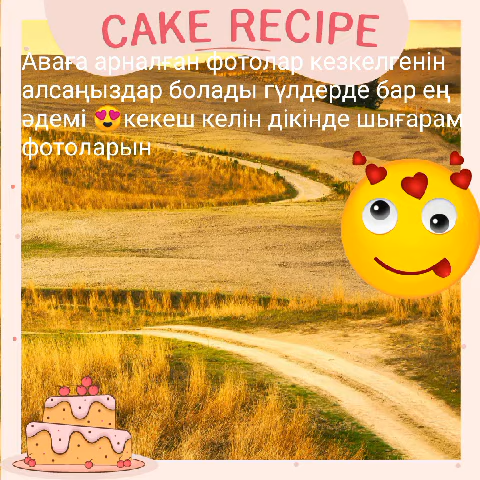 CAKE RECIPE
Аваға арналған фотолар кезкелгенін
алсаңыздар болады гүлдерде бар ең
әдемі 😍кекеш келін дікінде шығарам
фотоларын